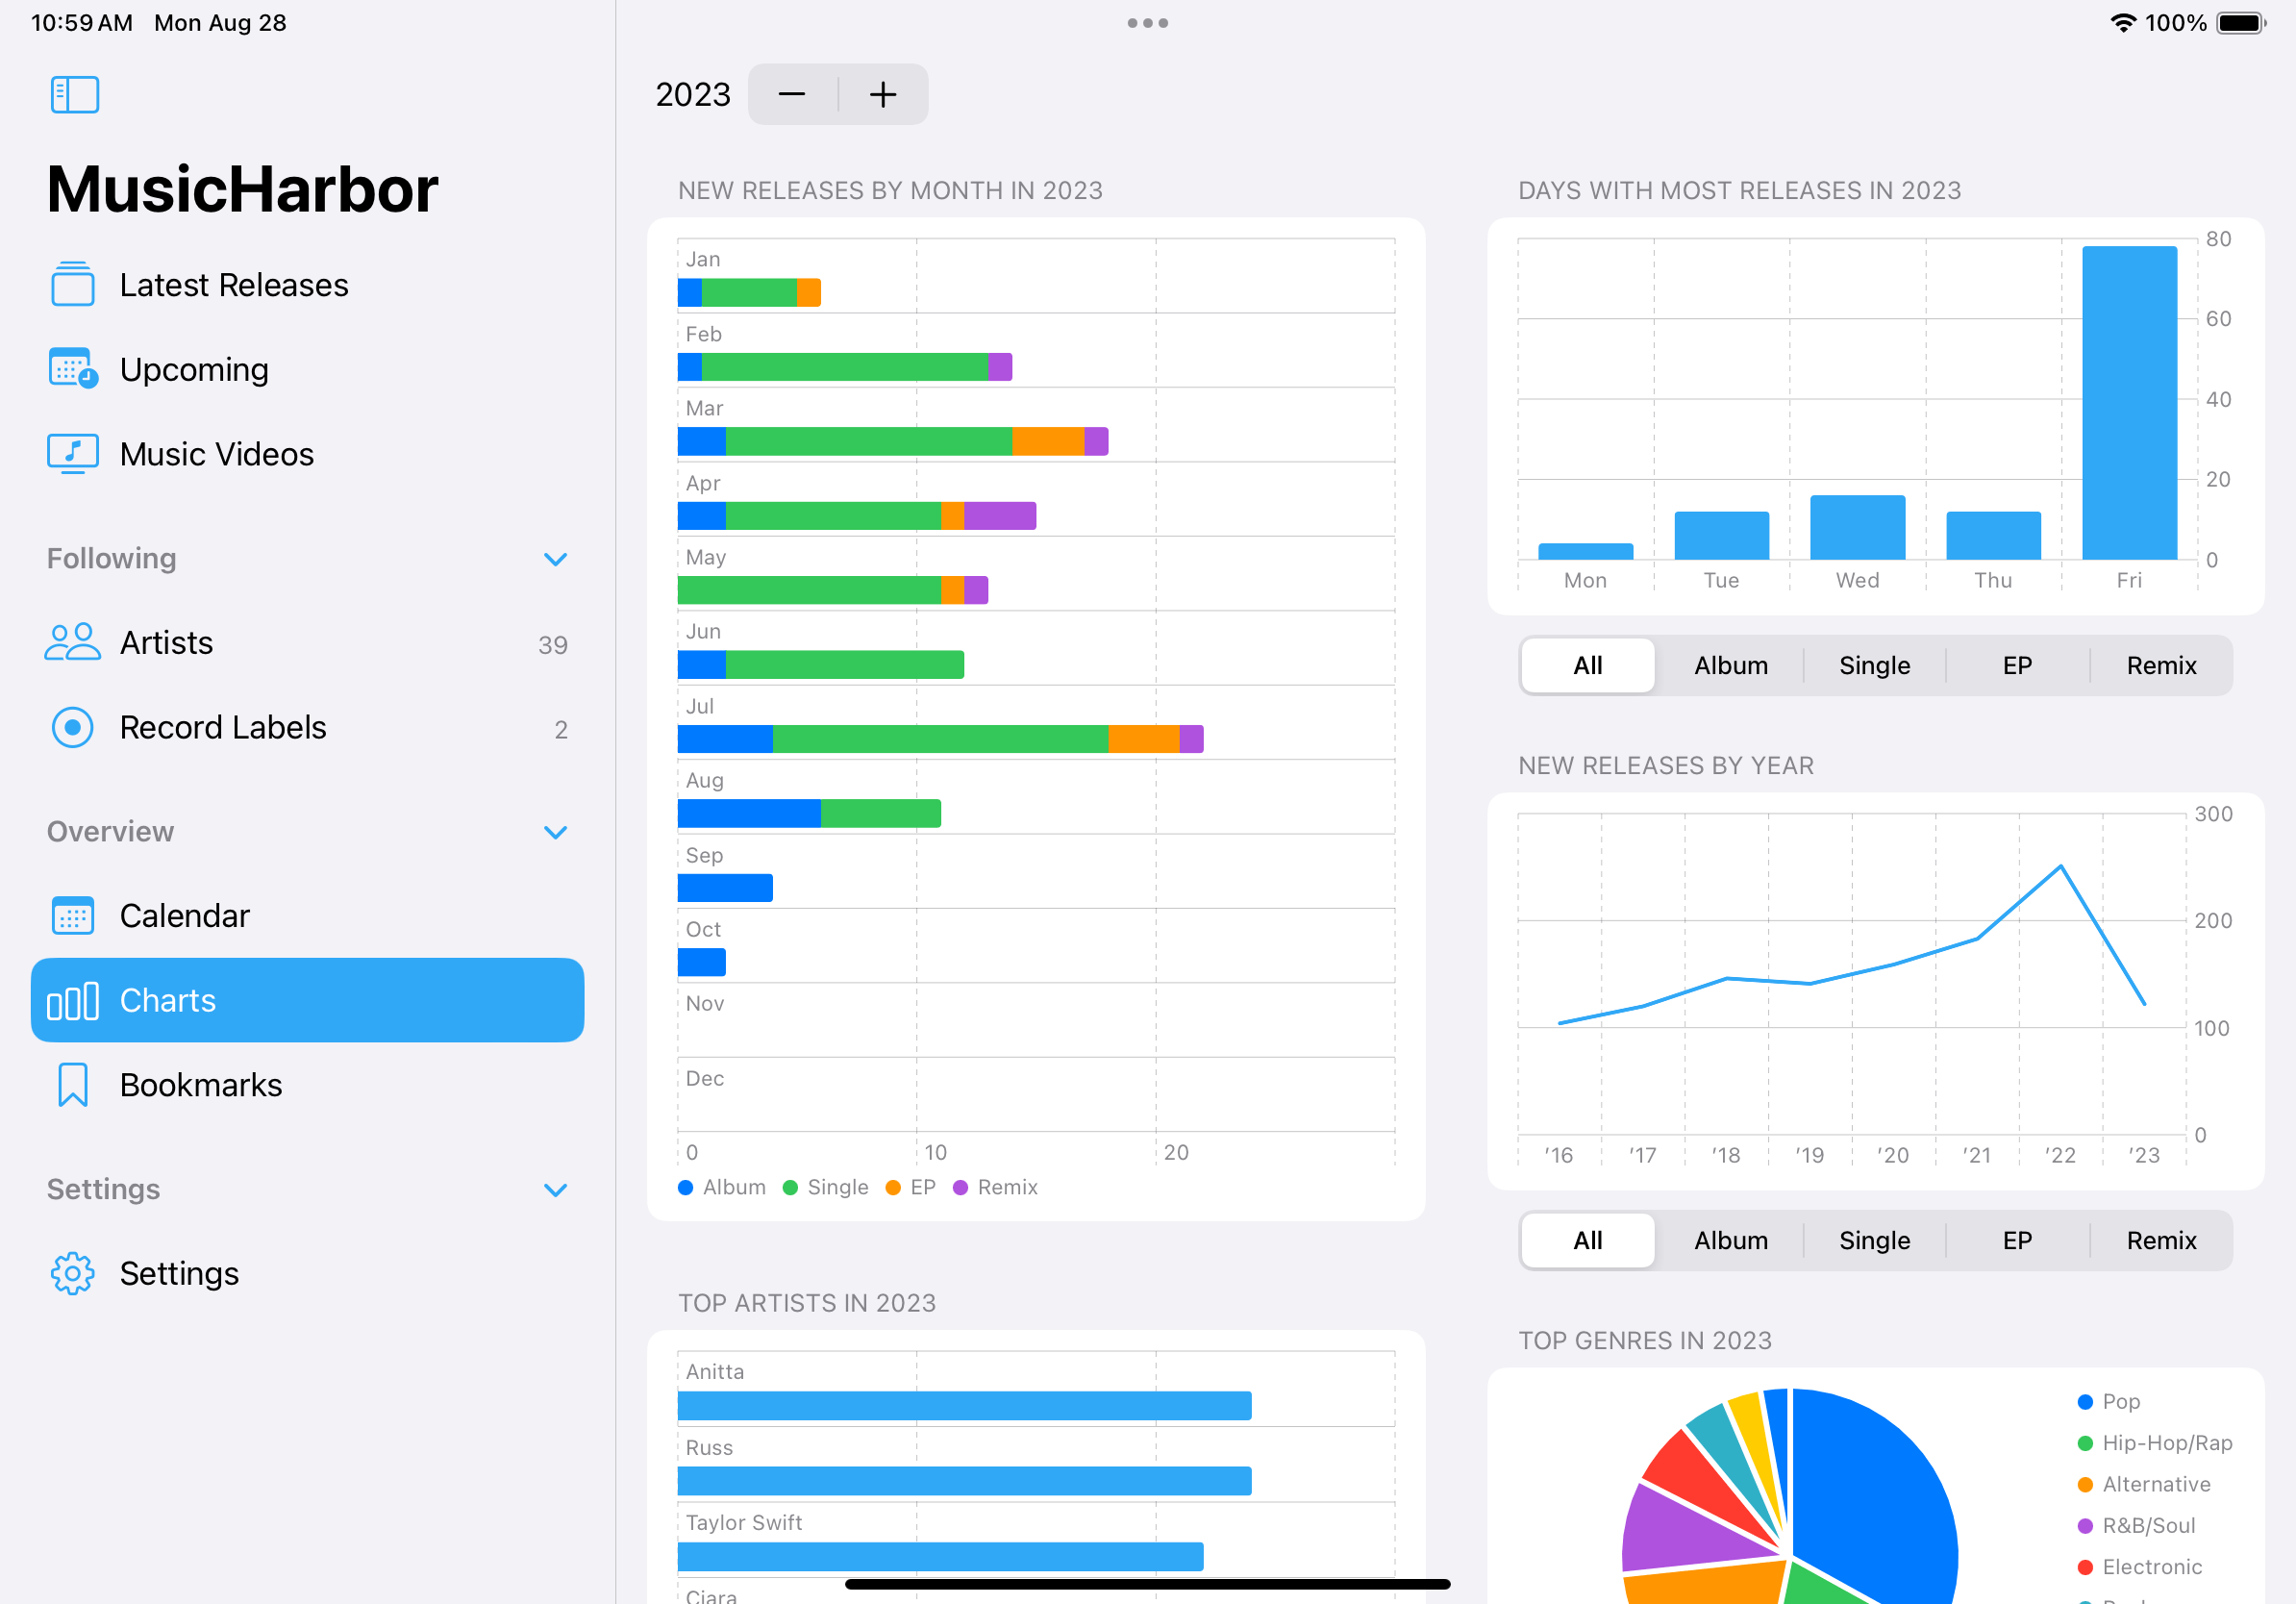 10:59 AM Mon Aug 28
100%
MusicHarbor
Latest Releases
Upcoming
Music Videos
Following
Artists 39
Record Labels 2
Overview
Calendar
Charts
Bookmarks
Settings
Settings
2023
NEW RELEASES BY MONTH IN 2023
Jan
Feb
Mar
Apr
May
Jun
Jul
Aug
Sep
Oct
Nov
Dec
0 10 20
Album Single EP Remix
TOP ARTISTS IN 2023
Anitta
Russ
Taylor Swift
Ciara
DAYS WITH MOST RELEASES IN 2023
80
60
40
20
0
Mon Tue Wed Thu Fri
All Album Single EP Remix
NEW RELEASES BY YEAR
300
200
100
0
'16 '17 '18 '19 '20 '21 '22 '23
All Album Single EP Remix
TOP GENRES IN 2023
Pop
Hip-Hop/Rap
Alternative
R&B/Soul
Electronic